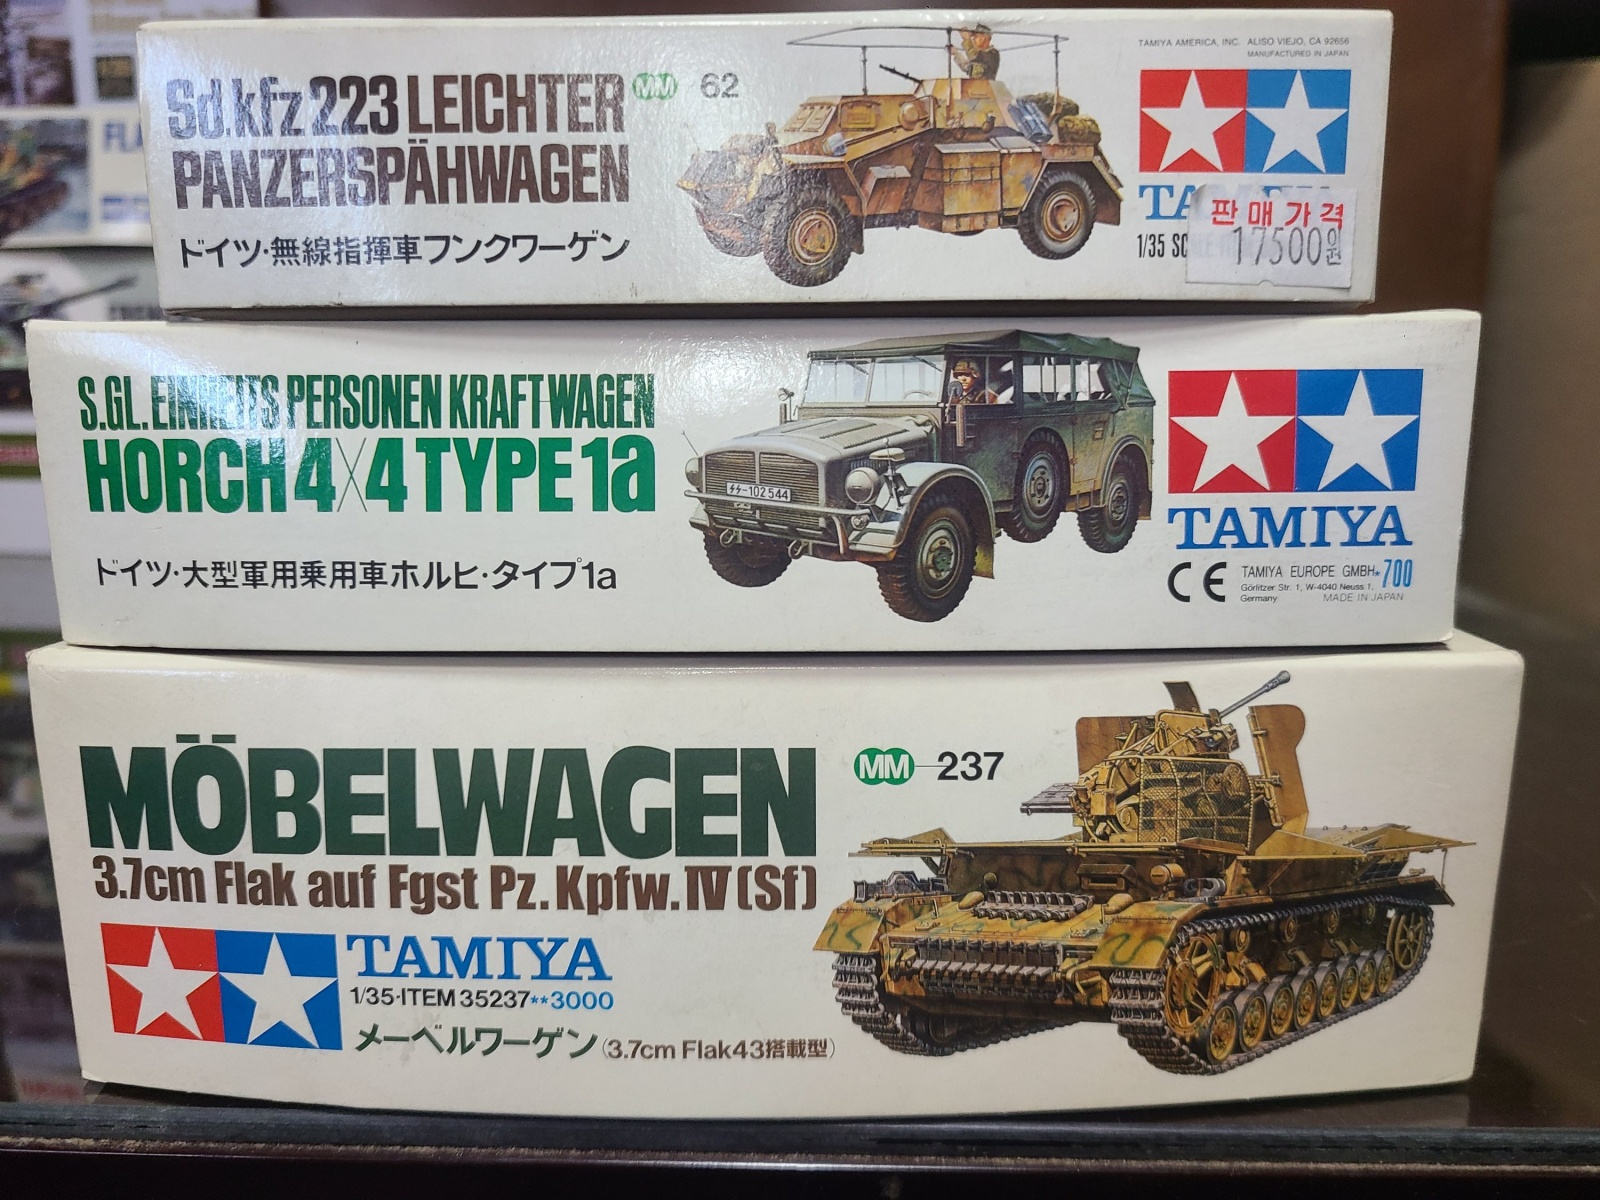 Sd.kfz 223 LEICHTER
PANZERSPÄHWAGEN
MM 62
ドイツ・無線指揮車フンクワーゲン
TAMIYA AMERICA, INC. ALISO VIEJO, CA 92656
MANUFACTURED IN JAPAN
1/35
판매가격
17500원
S.GL.EINHEITS PERSONEN KRAFTWAGEN
HORCH 4×4 TYPE 1a
ドイツ・大型軍用乗用車ホルヒ・タイプ1a
-102544
TAMIYA
CE
TAMIYA EUROPE GMBH*700
Görlitzer Str. 1, W-4040 Neuss 1,
Germany MADE IN JAPAN
MÖBELWAGEN
MM 237
3.7cm Flak auf Fgst Pz.Kpfw.IV(Sf)
TAMIYA
1/35・ITEM 35237**3000
メーベルワーゲン(3.7cm Flak43搭載型)